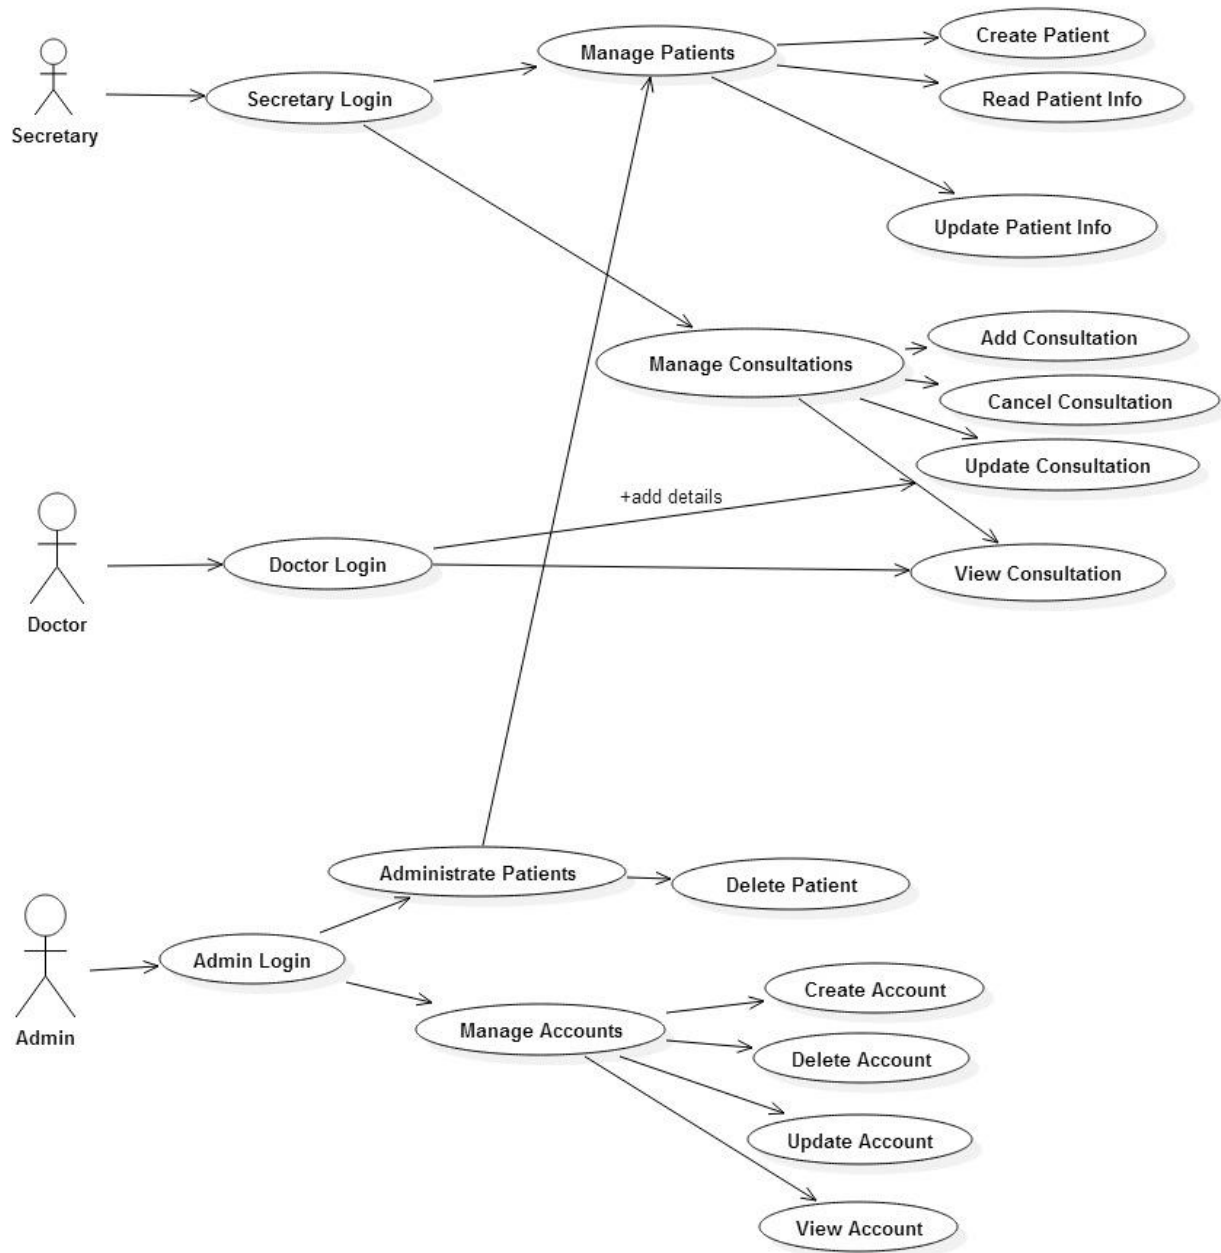 Create Patient
Manage Patients
Secretary Login
Read Patient Info
Secretary
Update Patient Info
Add Consultation
Manage Consultations
Cancel Consultation
Update Consultation
+add details
Doctor Login
View Consultation
Doctor
Administrate Patients
Delete Patient
Admin Login
Create Account
Manage Accounts
Admin
Delete Account
Update Account
View Account